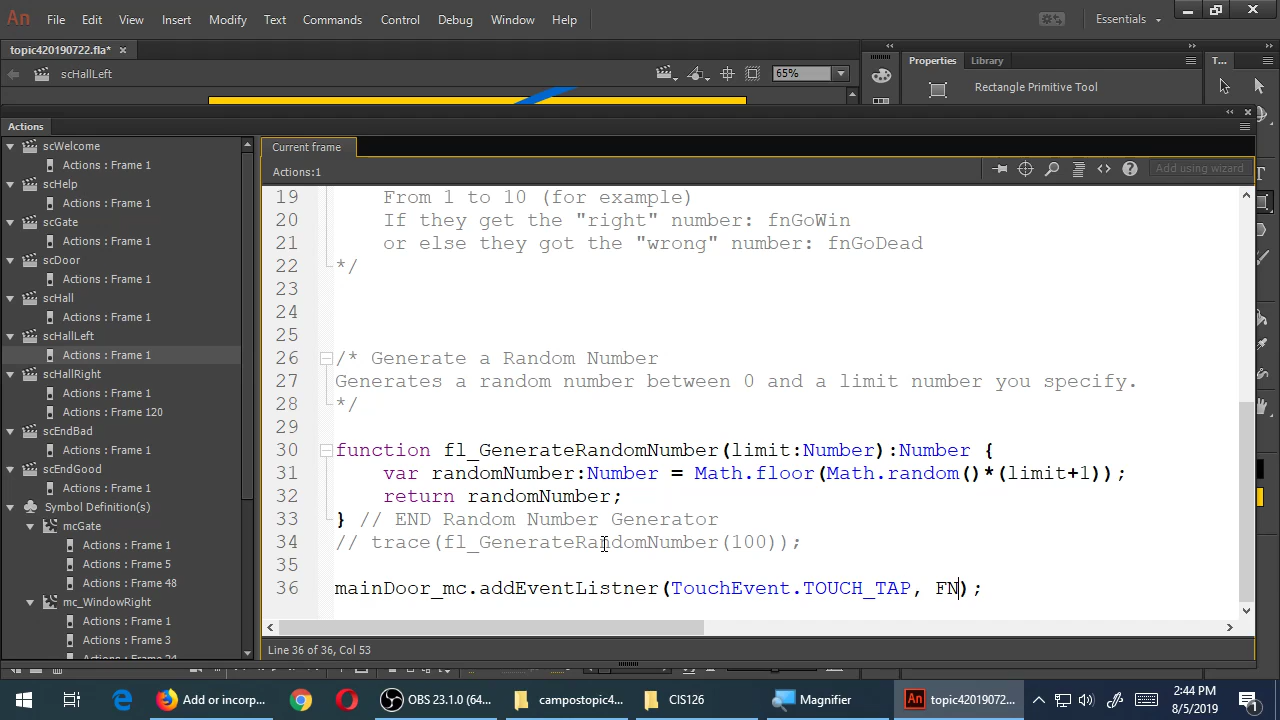 An File Edit View Insert Modify Text Commands Control Debug Window Help Essentials
topic420190722.fla* ×
scHallLeft 65%
Properties Library T...
Rectangle Primitive Tool
Actions
Current frame
Actions:1 Add using wizard
scWelcome
Actions : Frame 1
scHelp
Actions : Frame 1
scGate
Actions : Frame 1
scDoor
Actions : Frame 1
scHall
Actions : Frame 1
scHallLeft
Actions : Frame 1
scHallRight
Actions : Frame 1
Actions : Frame 120
scEndBad
Actions : Frame 1
scEndGood
Actions : Frame 1
Symbol Definition(s)
mcGate
Actions : Frame 1
Actions : Frame 5
Actions : Frame 48
mc_WindowRight
Actions : Frame 1
Actions : Frame 3
Actions : Frame 24
19 From 1 to 10 (for example)
20 If they get the "right" number: fnGoWin
21 or else they got the "wrong" number: fnGoDead
22 */
23
24
25
26 /* Generate a Random Number
27 Generates a random number between 0 and a limit number you specify.
28 */
29
30 function fl_GenerateRandomNumber(limit:Number):Number {
31 var randomNumber:Number = Math.floor(Math.random()*(limit+1));
32 return randomNumber;
33 } // END Random Number Generator
34 // trace(fl_GenerateRandomNumber(100));
35
36 mainDoor_mc.addEventListner(TouchEvent.TOUCH_TAP, FN);
Line 36 of 36, Col 53
Add or incorp... OBS 23.1.0 (64... campostopic4... CIS126 Magnifier An topic42019072... 2:44 PM
8/5/2019